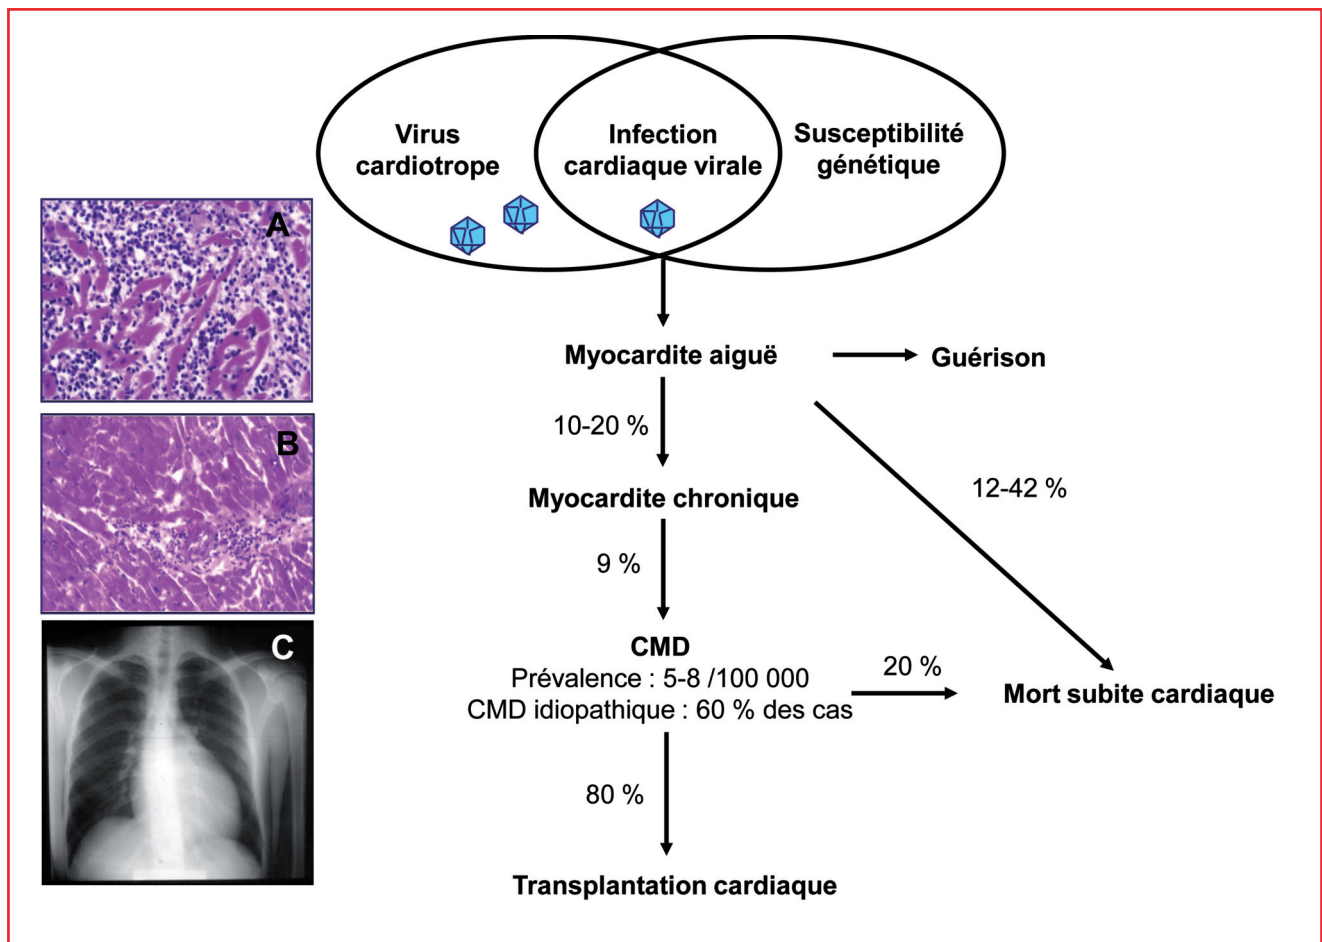 Virus
cardiotrope
Infection
cardiaque virale
Susceptibilité
génétique
A
B
C
Myocardite aiguë
Guérison
10-20 %
12-42 %
Myocardite chronique
9 %
CMD
Prévalence : 5-8 /100 000
CMD idiopathique : 60 % des cas
20 %
Mort subite cardiaque
80 %
Transplantation cardiaque